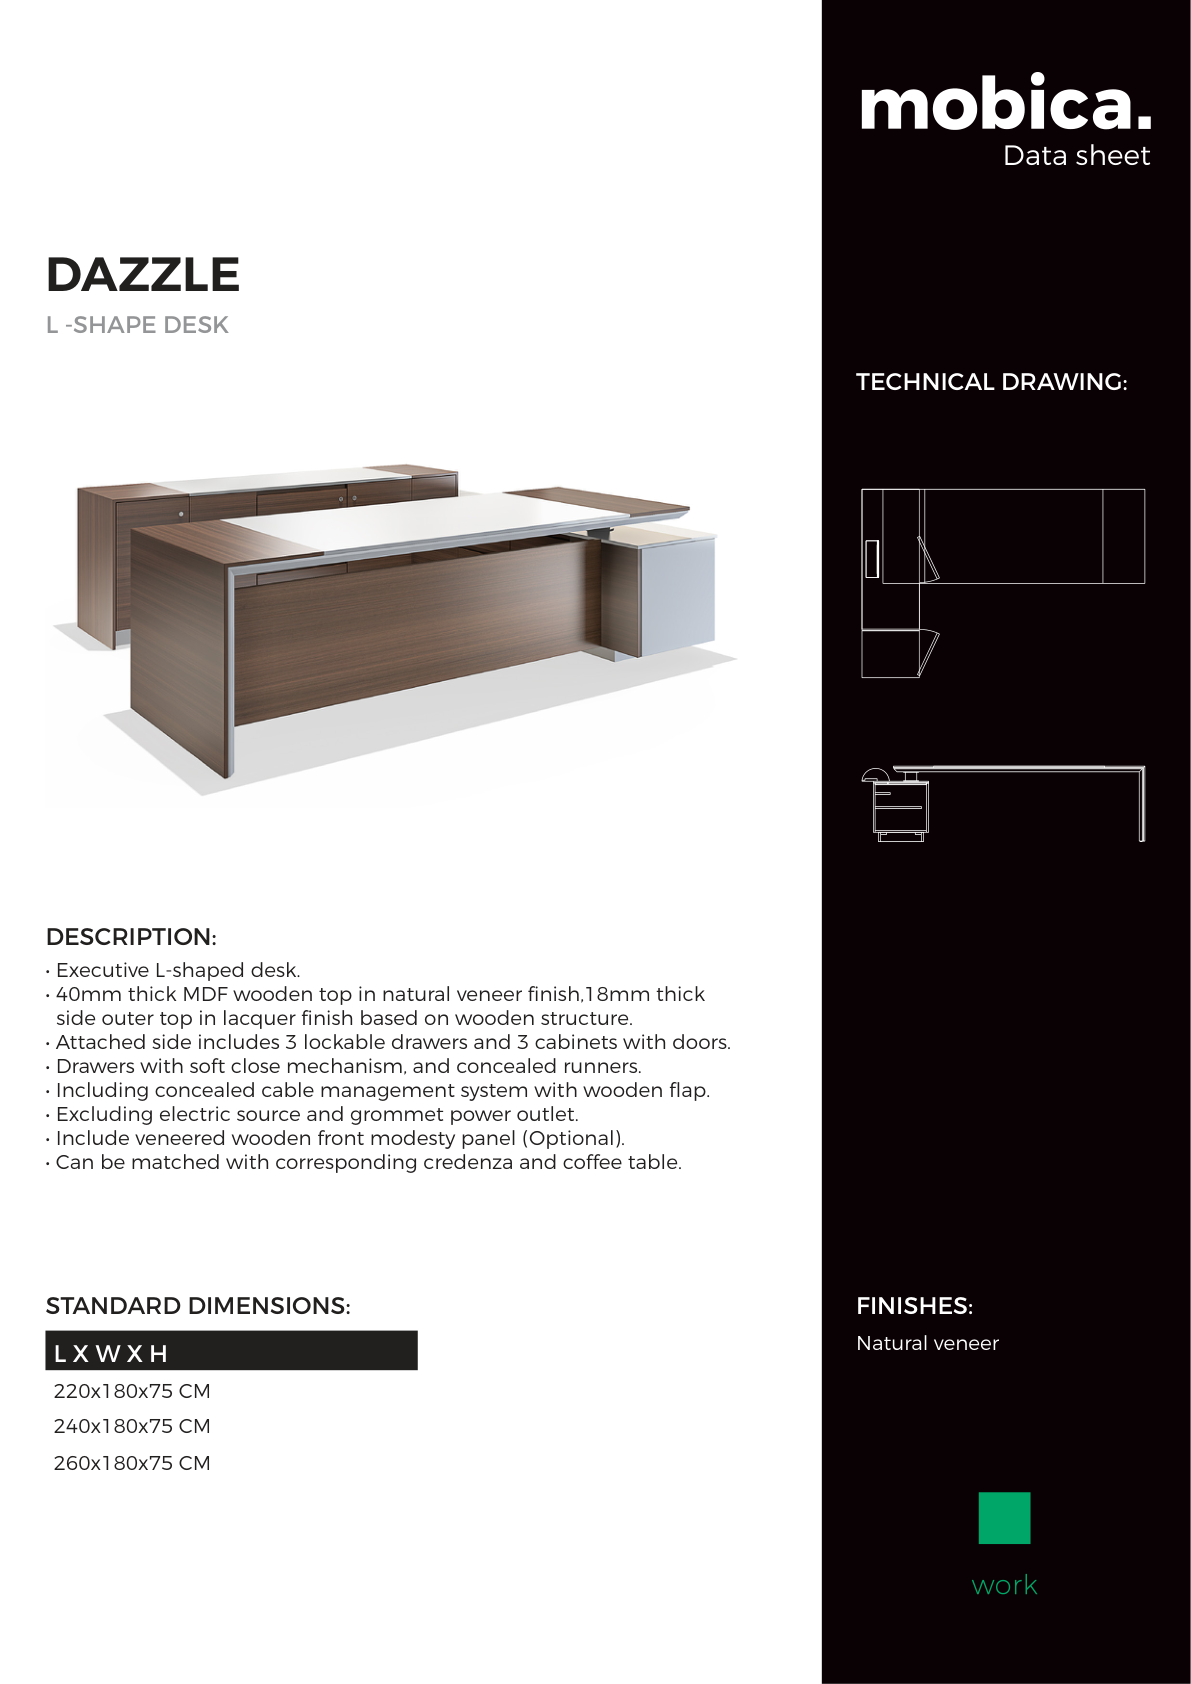 mobica.
Data sheet
DAZZLE
L -SHAPE DESK
TECHNICAL DRAWING:
DESCRIPTION:
• Executive L-shaped desk.
• 40mm thick MDF wooden top in natural veneer finish,18mm thick
side outer top in lacquer finish based on wooden structure.
• Attached side includes 3 lockable drawers and 3 cabinets with doors.
• Drawers with soft close mechanism, and concealed runners.
• Including concealed cable management system with wooden flap.
• Excluding electric source and grommet power outlet.
• Include veneered wooden front modesty panel (Optional).
• Can be matched with corresponding credenza and coffee table.
STANDARD DIMENSIONS:
L X W X H
220x180x75 CM
240x180x75 CM
260x180x75 CM
FINISHES:
Natural veneer
work